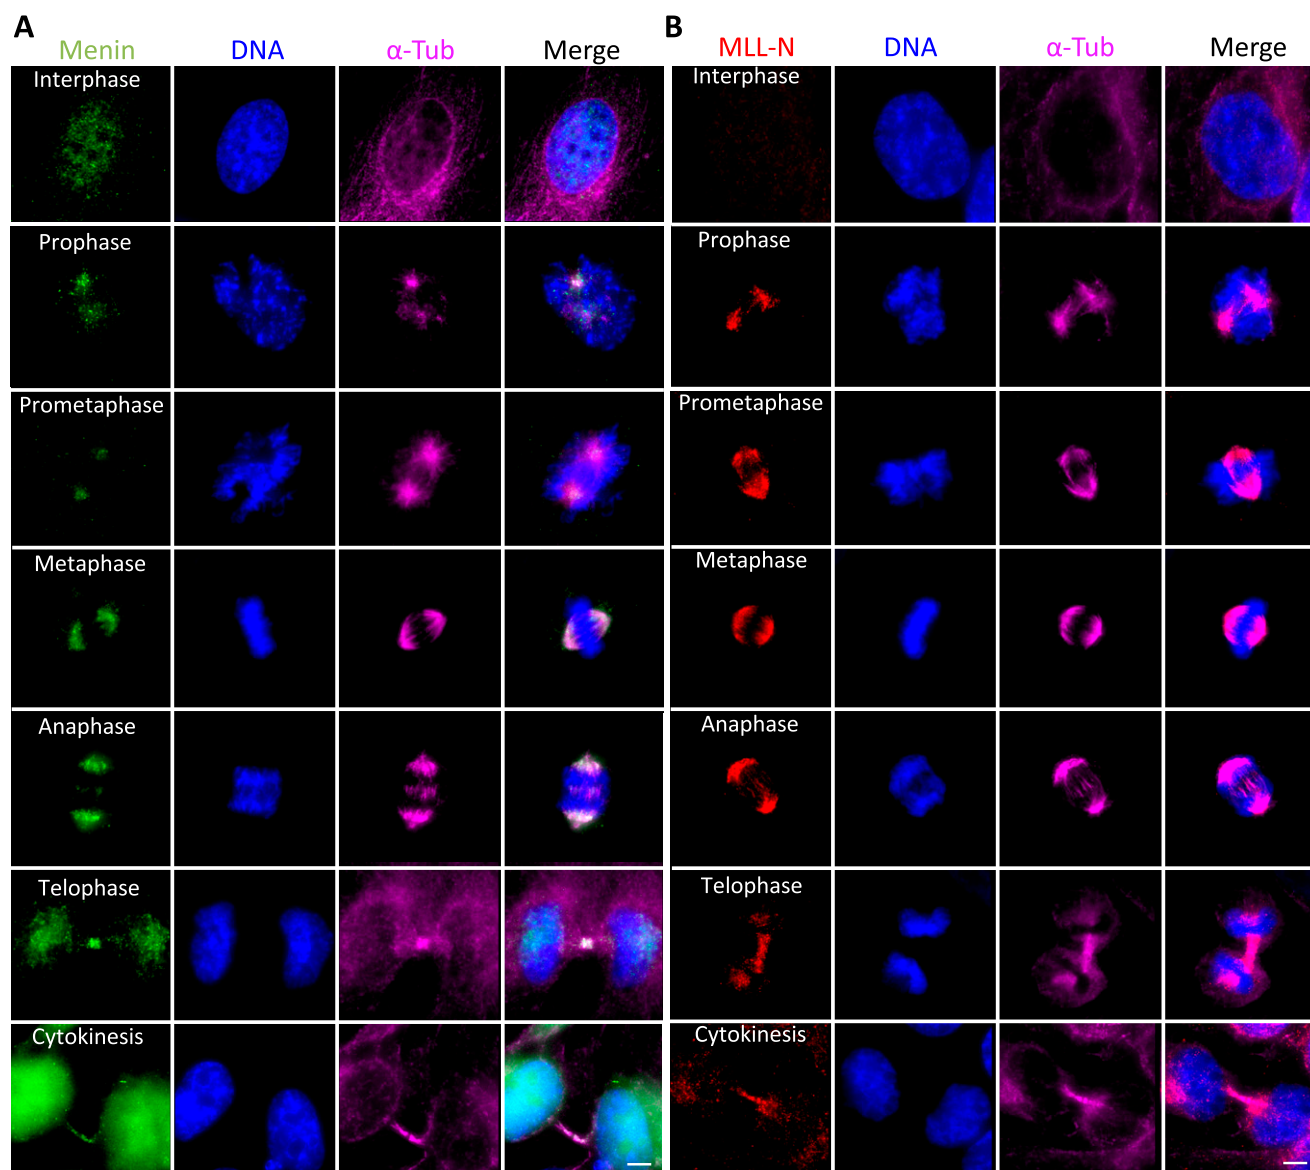 A
Menin DNA α-Tub Merge
Interphase
Prophase
Prometaphase
Metaphase
Anaphase
Telophase
Cytokinesis
B
MLL-N DNA α-Tub Merge
Interphase
Prophase
Prometaphase
Metaphase
Anaphase
Telophase
Cytokinesis